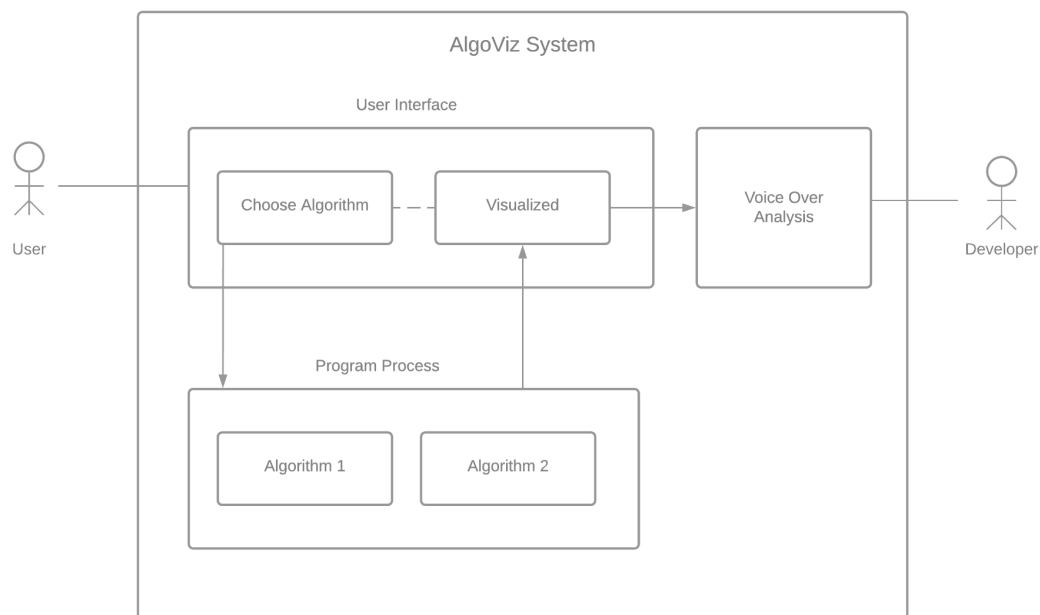 AlgoViz System
User Interface
Choose Algorithm
Visualized
Voice Over
Analysis
User
Developer
Program Process
Algorithm 1
Algorithm 2